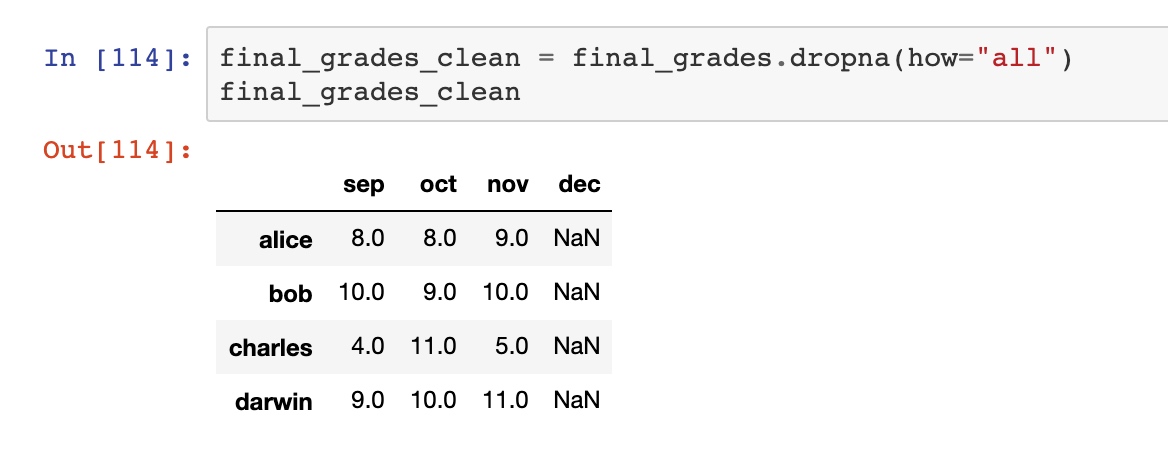 In [114]: final_grades_clean = final_grades.dropna(how="all")
final_grades_clean
Out[114]:
sep oct nov dec
alice 8.0 8.0 9.0 NaN
bob 10.0 9.0 10.0 NaN
charles 4.0 11.0 5.0 NaN
darwin 9.0 10.0 11.0 NaN